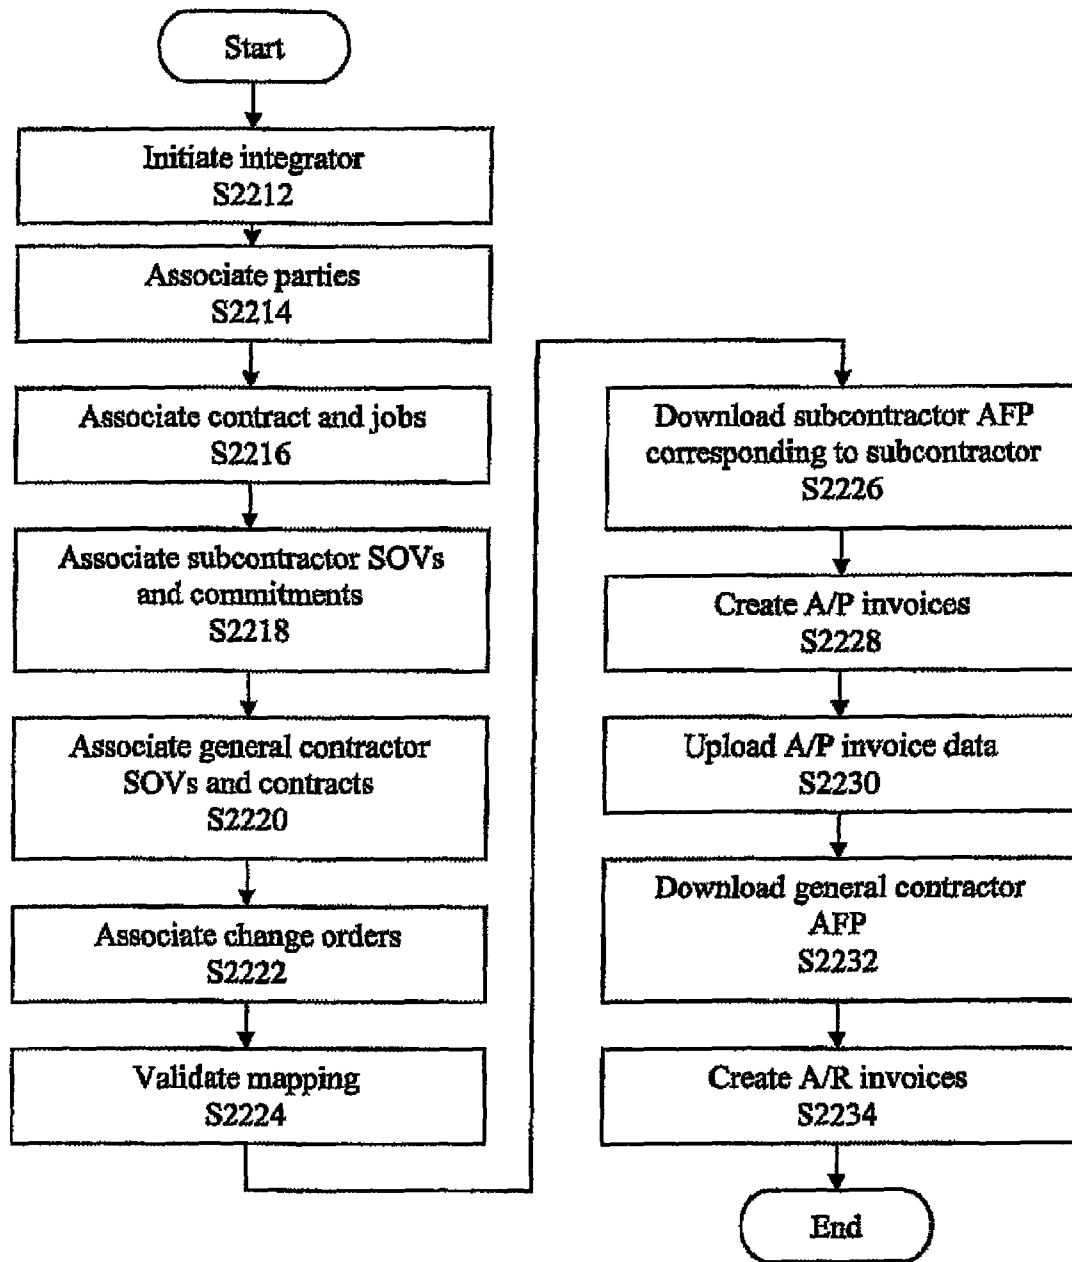 Start
Initiate integrator
S2212
Associate parties
S2214
Associate contract and jobs
S2216
Associate subcontractor SOVs
and commitments
S2218
Associate general contractor
SOVs and contracts
S2220
Associate change orders
S2222
Validate mapping
S2224
Download subcontractor AFP
corresponding to subcontractor
S2226
Create A/P invoices
S2228
Upload A/P invoice data
S2230
Download general contractor
AFP
S2232
Create A/R invoices
S2234
End